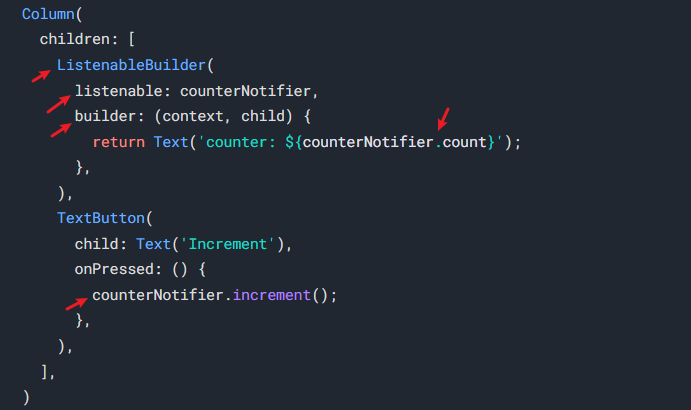 Column(
  children: [
    ListenableBuilder(
      listenable: counterNotifier,
      builder: (context, child) {
        return Text('counter: ${counterNotifier.count}');
      },
    ),
    TextButton(
      child: Text('Increment'),
      onPressed: () {
        counterNotifier.increment();
      },
    ),
  ],
)